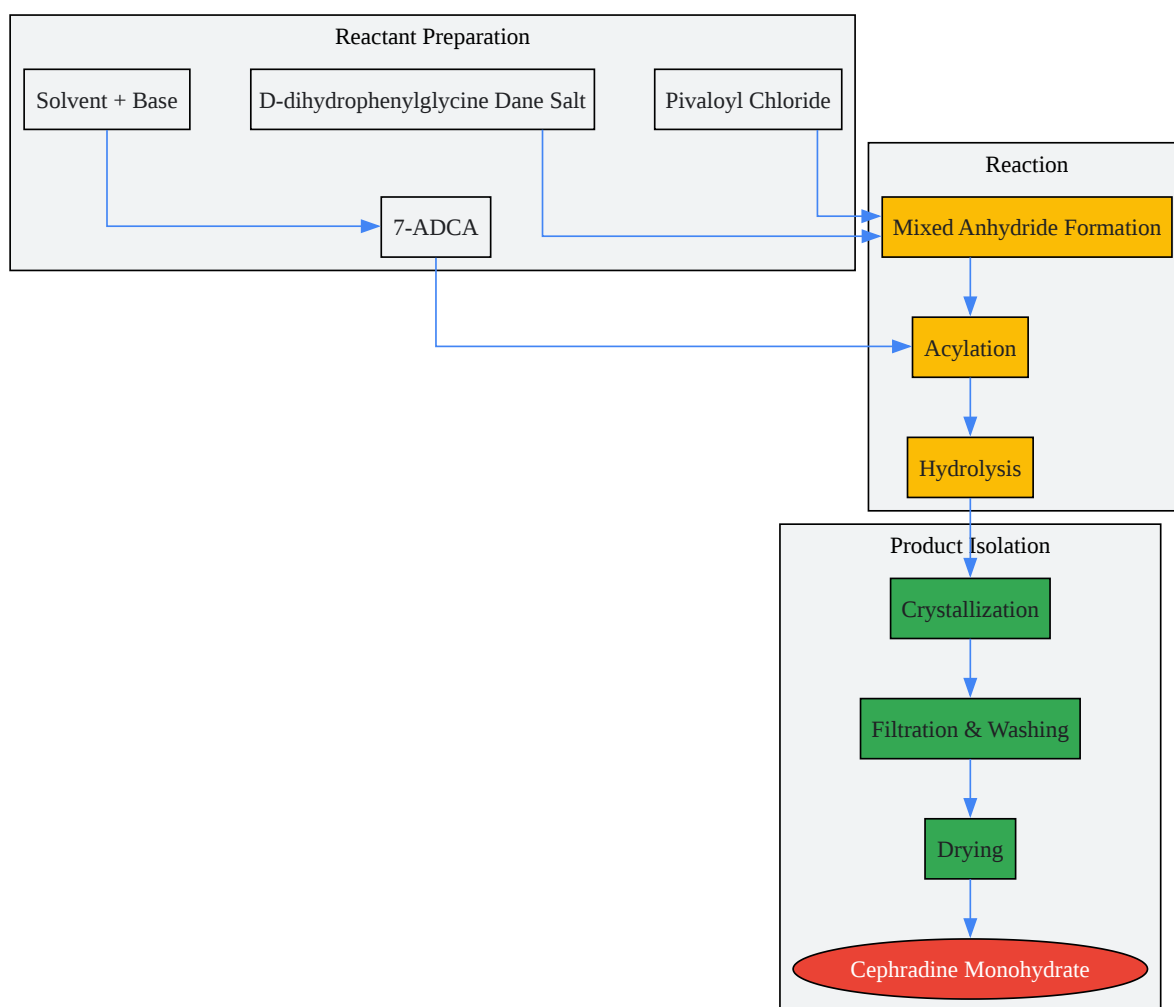 Reactant Preparation
Solvent + Base
D-dihydrophenylglycine Dane Salt
Pivaloyl Chloride
7-ADCA
Reaction
Mixed Anhydride Formation
Acylation
Hydrolysis
Product Isolation
Crystallization
Filtration & Washing
Drying
Cephradine Monohydrate